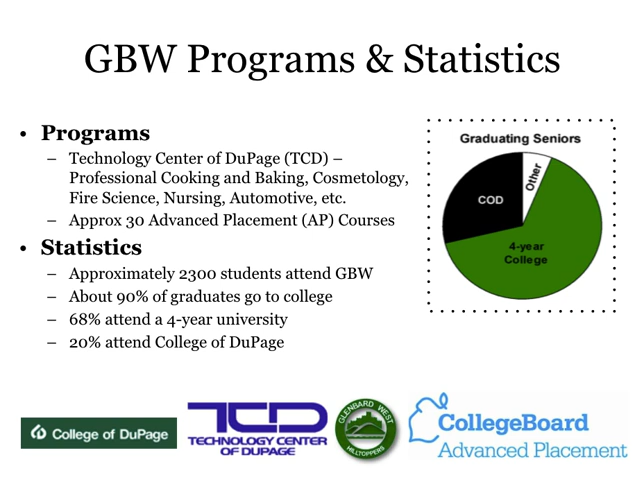 GBW Programs & Statistics
• Programs
– Technology Center of DuPage (TCD) –
Professional Cooking and Baking, Cosmetology,
Fire Science, Nursing, Automotive, etc.
– Approx 30 Advanced Placement (AP) Courses
• Statistics
– Approximately 2300 students attend GBW
– About 90% of graduates go to college
– 68% attend a 4-year university
– 20% attend College of DuPage
Graduating Seniors
Other
COD
4-year
College
College of DuPage
TCD
TECHNOLOGY CENTER
OF DUPAGE
GLENBARD WEST
HILLTOPPERS
CollegeBoard
Advanced Placement